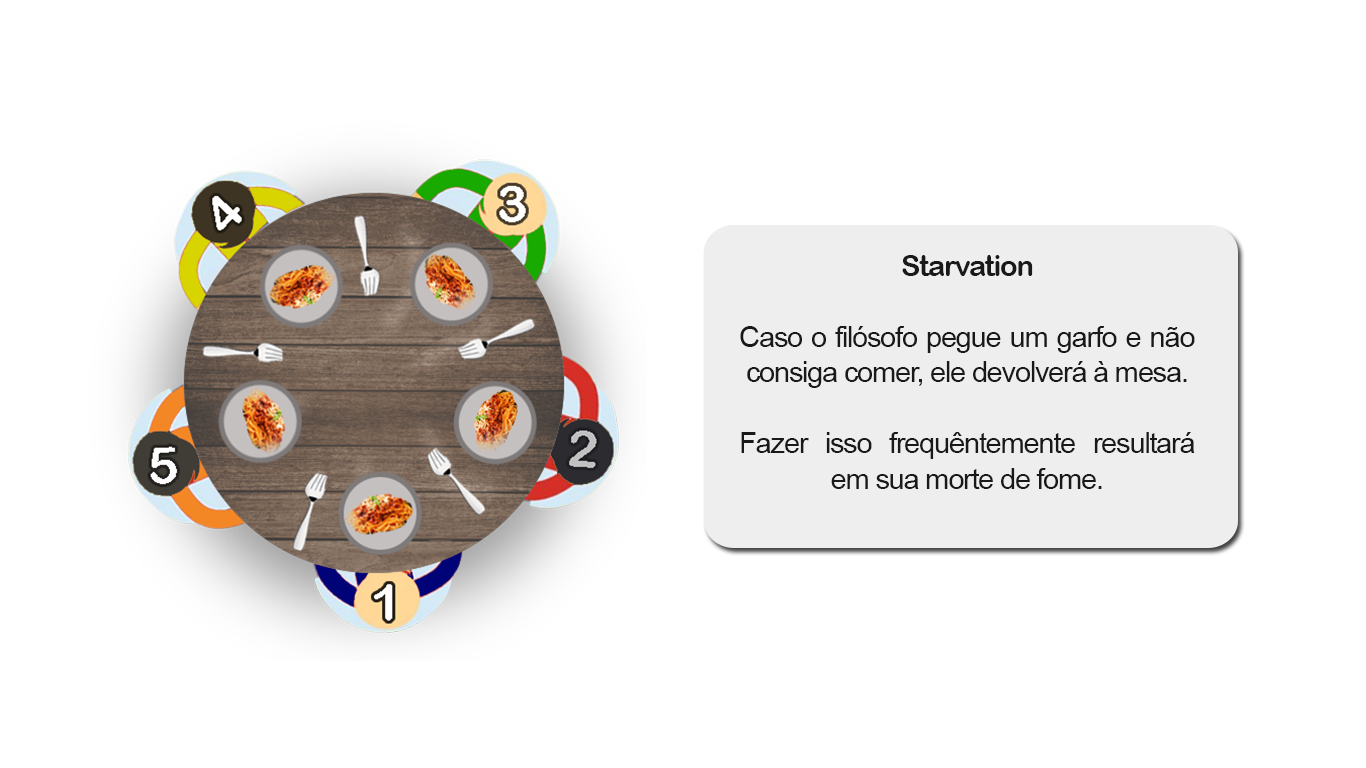 4
3
5
2
1
Starvation
Caso o filósofo pegue um garfo e não
consiga comer, ele devolverá à mesa.
Fazer isso frequêntemente resultará
em sua morte de fome.